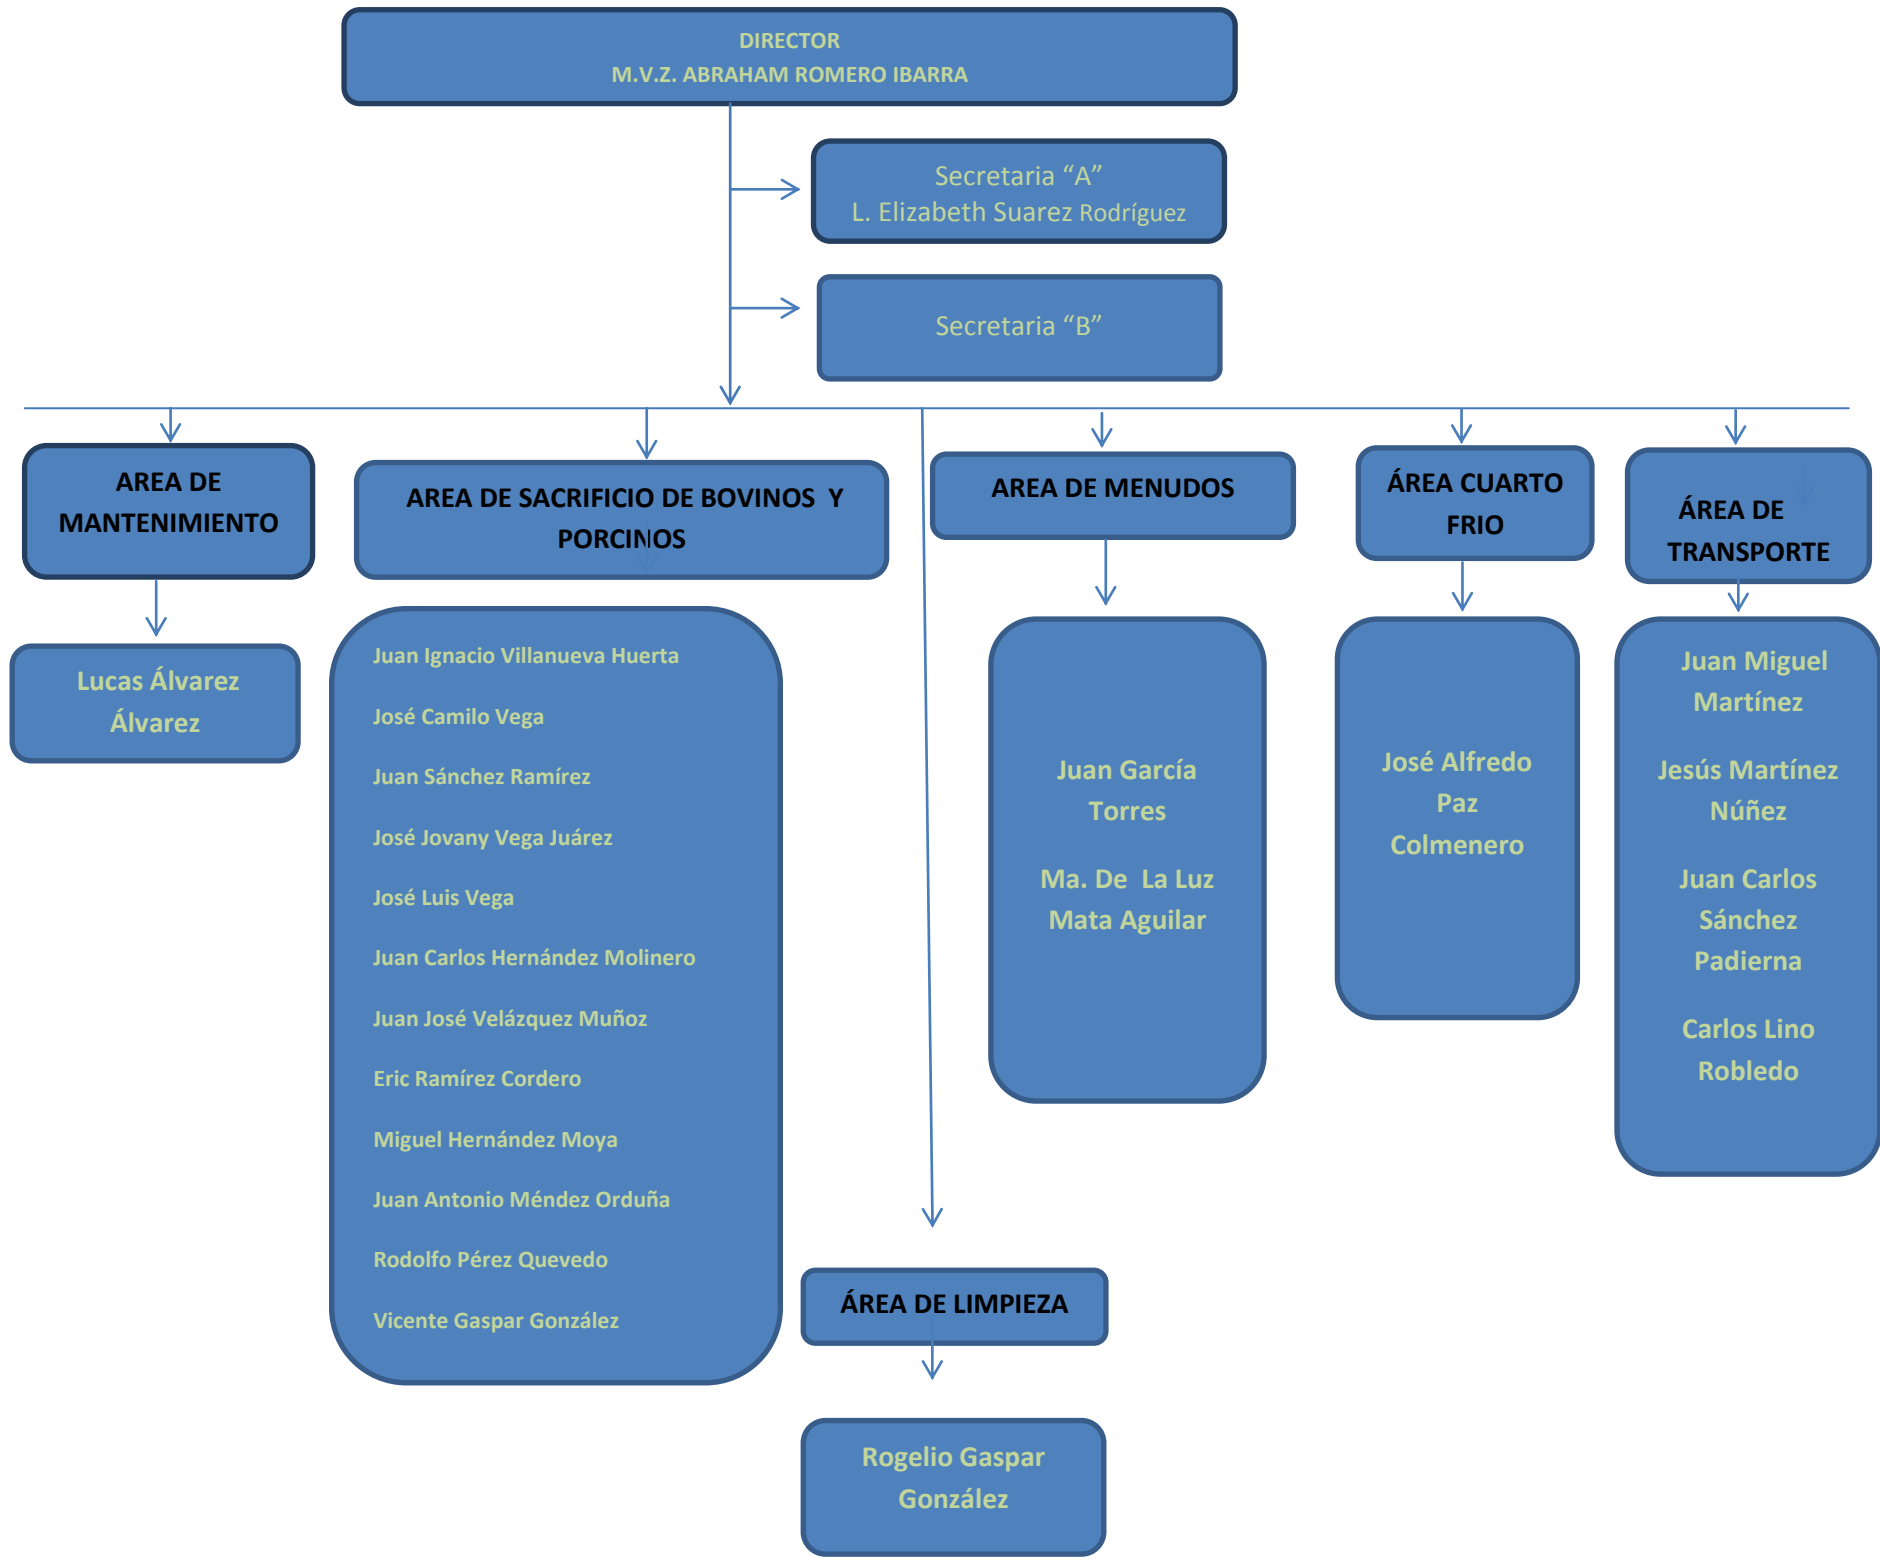 DIRECTOR
M.V.Z. ABRAHAM ROMERO IBARRA
Secretaria “A”
L. Elizabeth Suarez Rodríguez
Secretaria “B”
AREA DE
MANTENIMIENTO
Lucas Álvarez
Álvarez
AREA DE SACRIFICIO DE BOVINOS Y
PORCINOS
Juan Ignacio Villanueva Huerta
José Camilo Vega
Juan Sánchez Ramírez
José Jovany Vega Juárez
José Luis Vega
Juan Carlos Hernández Molinero
Juan José Velázquez Muñoz
Eric Ramírez Cordero
Miguel Hernández Moya
Juan Antonio Méndez Orduña
Rodolfo Pérez Quevedo
Vicente Gaspar González
ÁREA DE LIMPIEZA
Rogelio Gaspar
González
AREA DE MENUDOS
Juan García
Torres
Ma. De La Luz
Mata Aguilar
ÁREA CUARTO
FRIO
José Alfredo
Paz
Colmenero
ÁREA DE
TRANSPORTE
Juan Miguel
Martínez
Jesús Martínez
Núñez
Juan Carlos
Sánchez
Padierna
Carlos Lino
Robledo